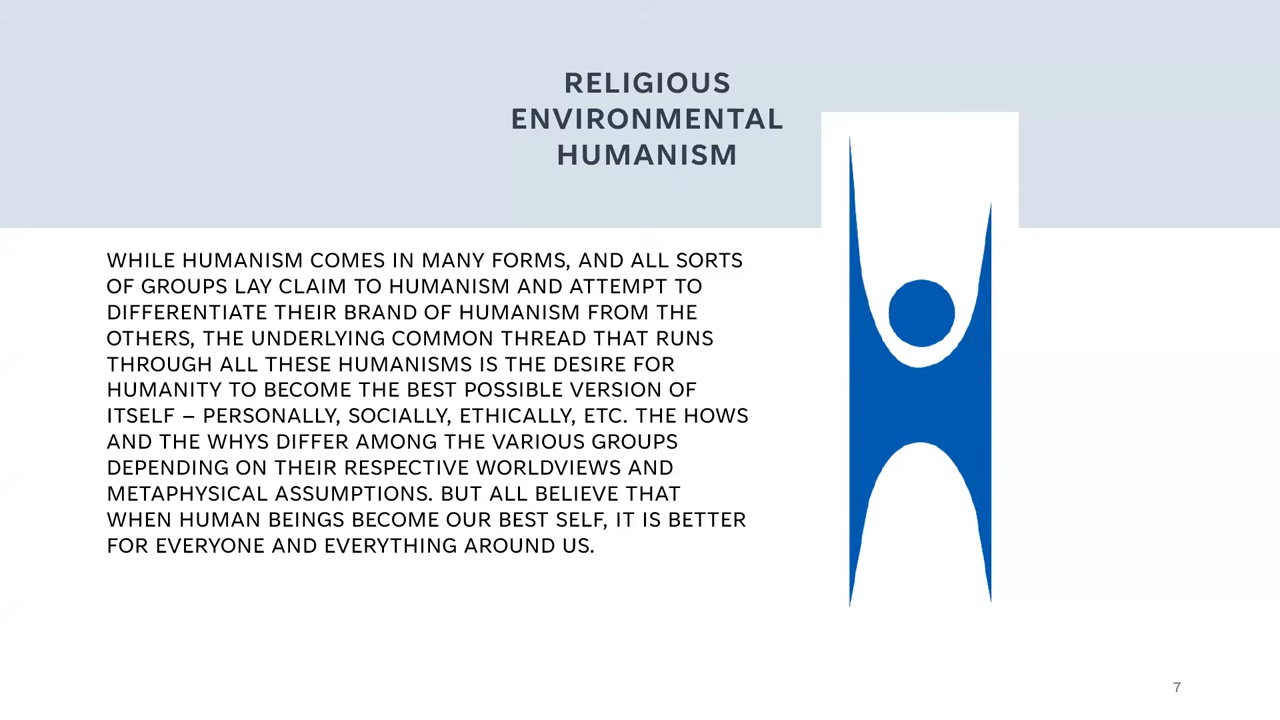 RELIGIOUS
ENVIRONMENTAL
HUMANISM
WHILE HUMANISM COMES IN MANY FORMS, AND ALL SORTS
OF GROUPS LAY CLAIM TO HUMANISM AND ATTEMPT TO
DIFFERENTIATE THEIR BRAND OF HUMANISM FROM THE
OTHERS, THE UNDERLYING COMMON THREAD THAT RUNS
THROUGH ALL THESE HUMANISMS IS THE DESIRE FOR
HUMANITY TO BECOME THE BEST POSSIBLE VERSION OF
ITSELF – PERSONALLY, SOCIALLY, ETHICALLY, ETC. THE HOWS
AND THE WHYS DIFFER AMONG THE VARIOUS GROUPS
DEPENDING ON THEIR RESPECTIVE WORLDVIEWS AND
METAPHYSICAL ASSUMPTIONS. BUT ALL BELIEVE THAT
WHEN HUMAN BEINGS BECOME OUR BEST SELF, IT IS BETTER
FOR EVERYONE AND EVERYTHING AROUND US.
7